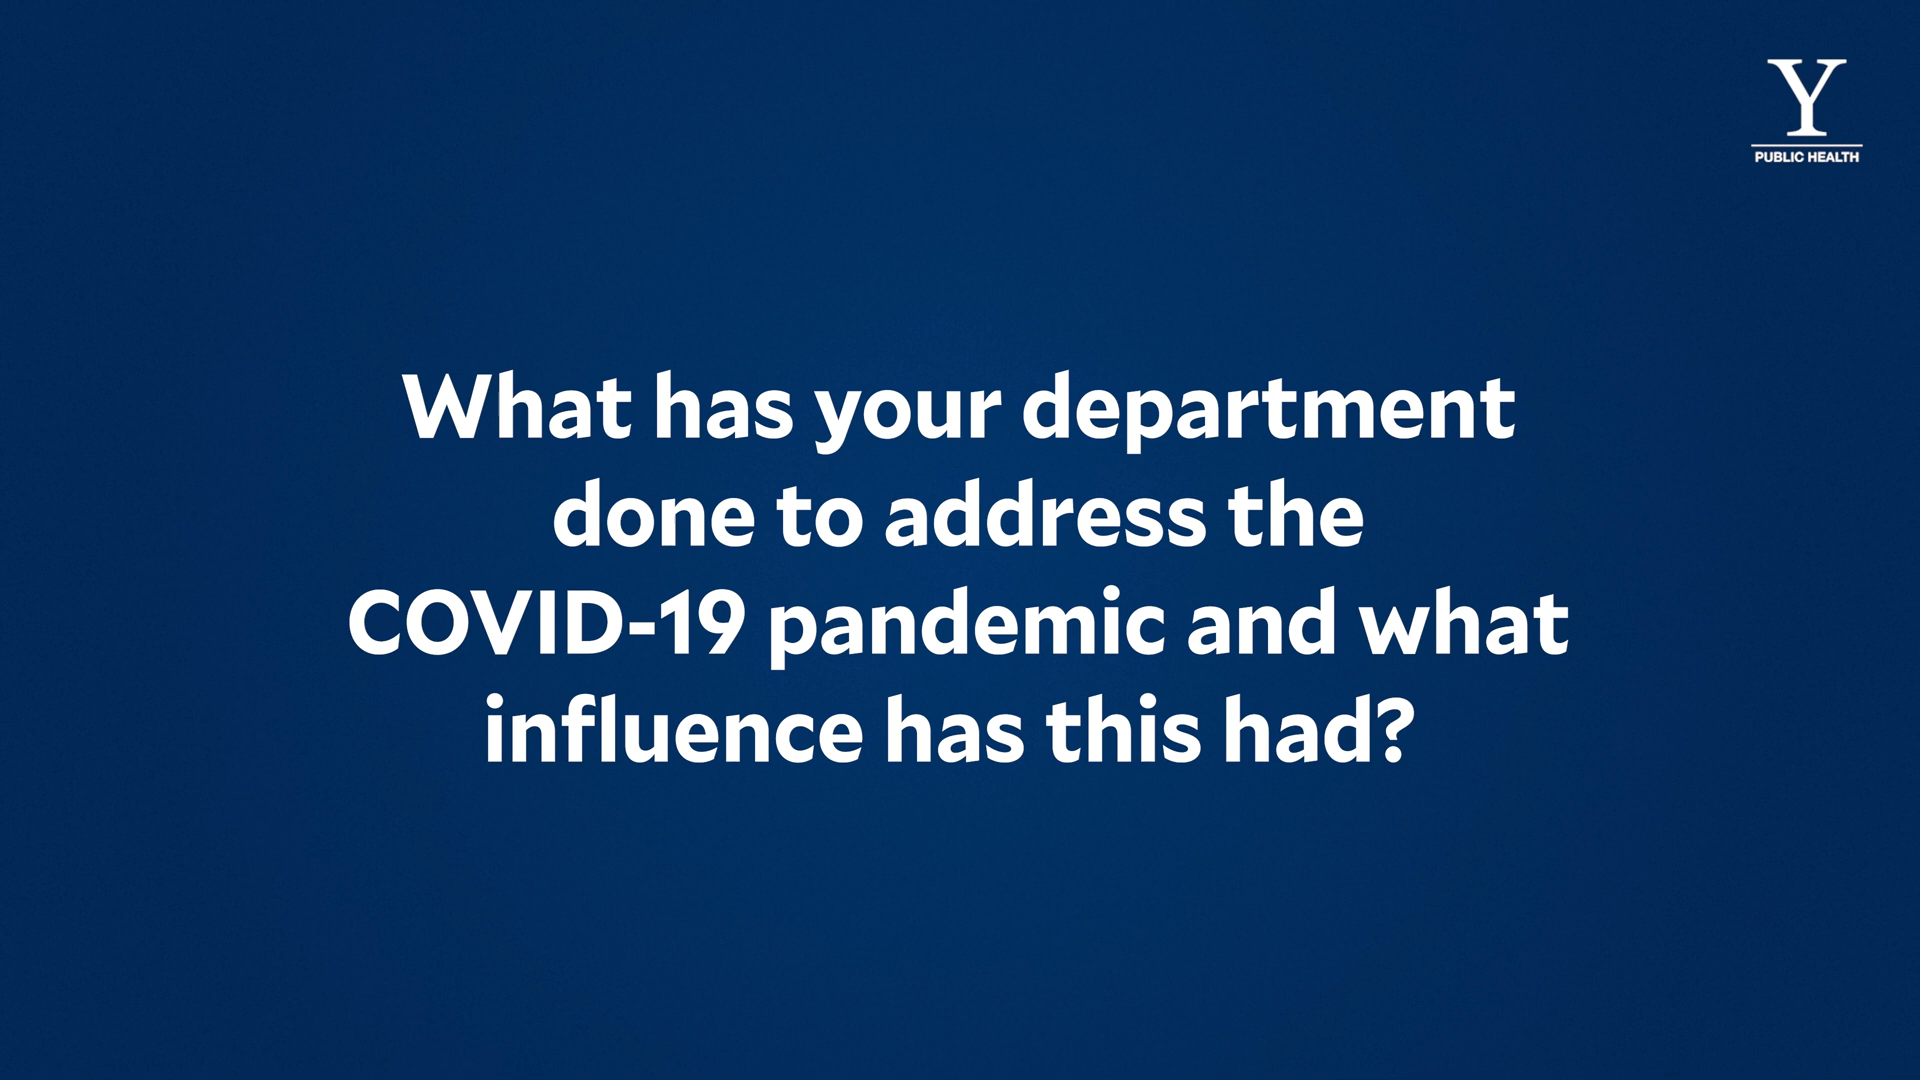 Y
PUBLIC HEALTH
What has your department
done to address the
COVID-19 pandemic and what
influence has this had?